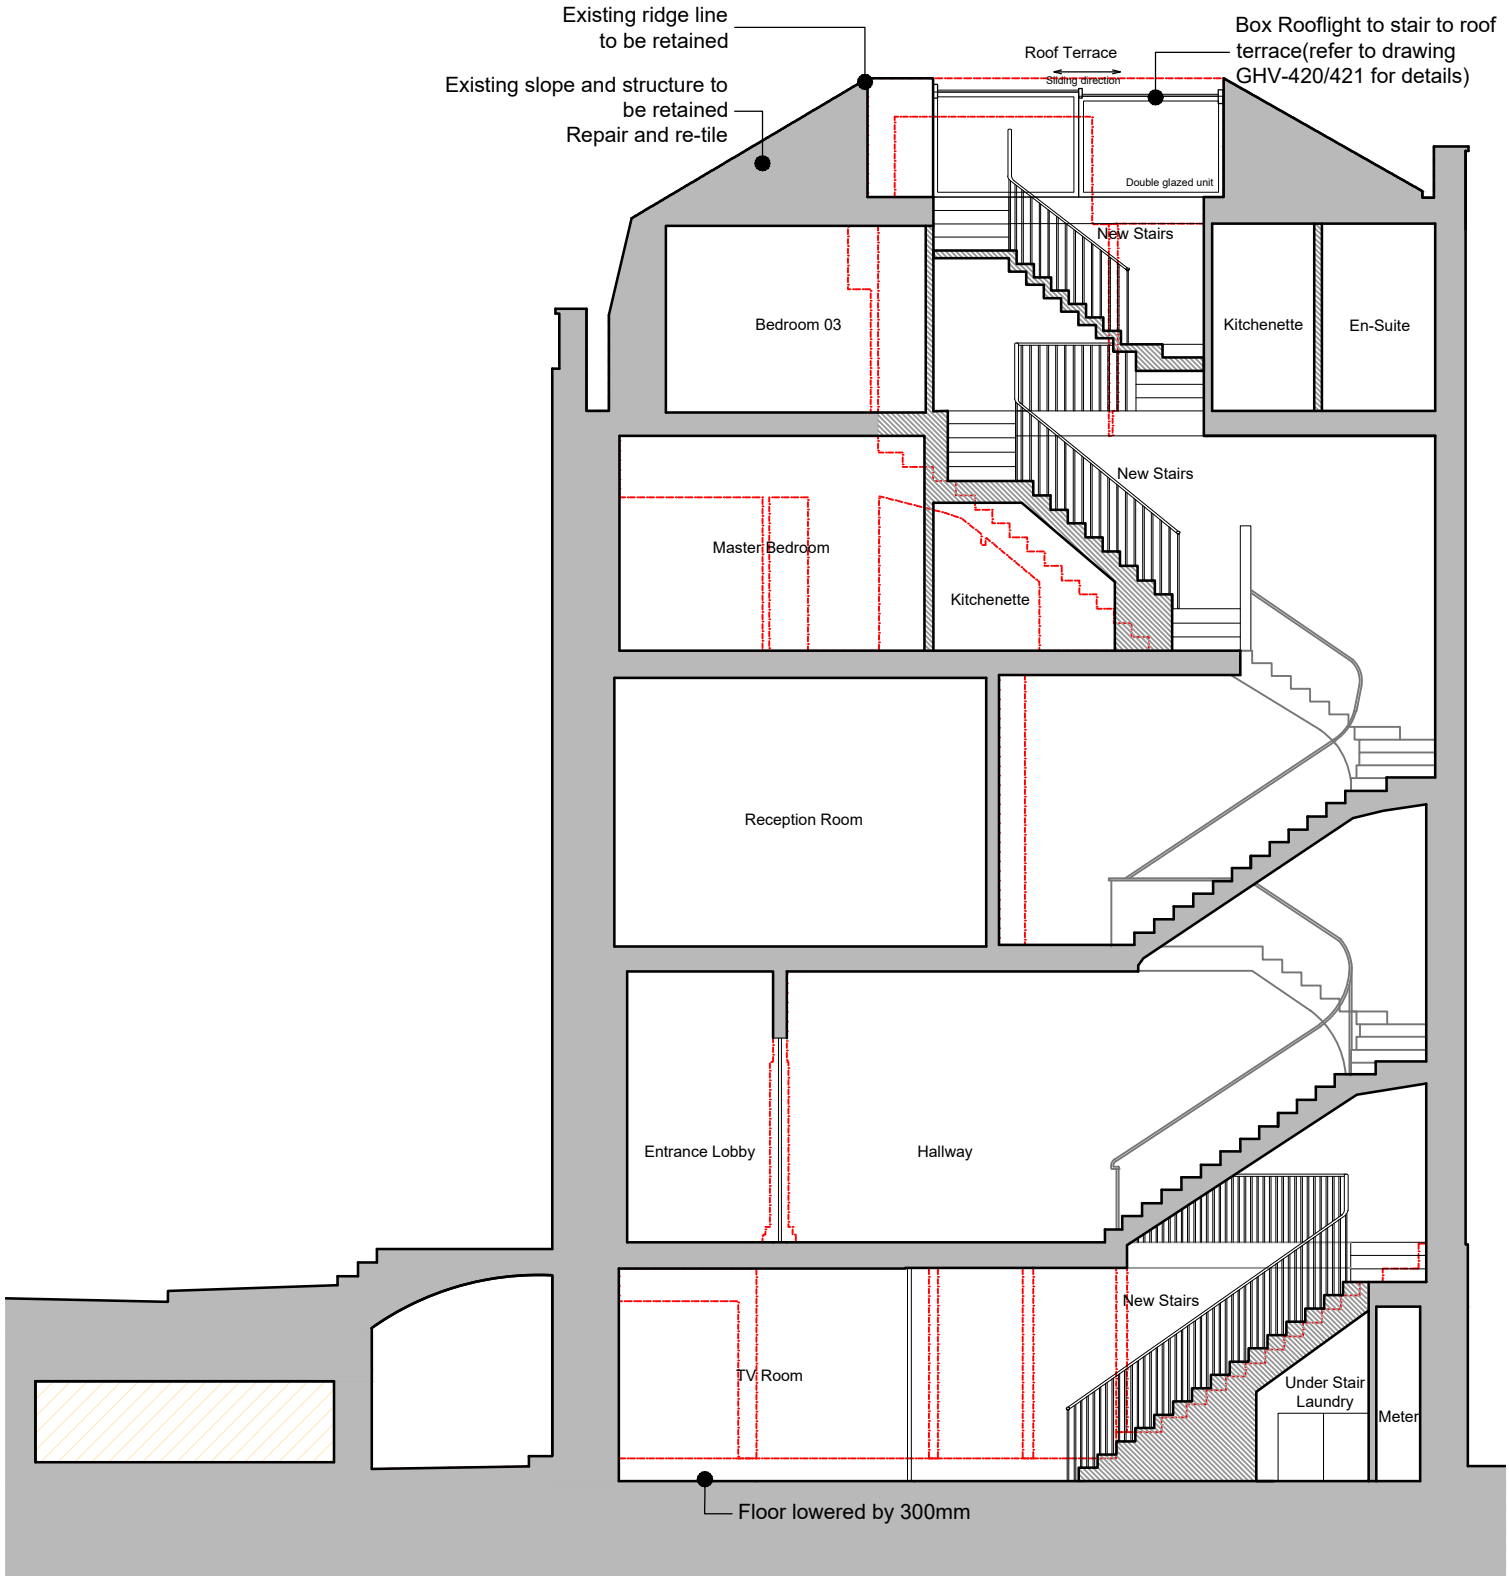 Existing ridge line
to be retained
Existing slope and structure to
be retained
Repair and re-tile
Roof Terrace
Sliding direction
Box Rooflight to stair to roof
terrace(refer to drawing
GHV-420/421 for details)
Double glazed unit
New Stairs
Bedroom 03
Kitchenette
En-Suite
New Stairs
Master Bedroom
Kitchenette
Reception Room
Entrance Lobby
Hallway
New Stairs
TV Room
Under Stair
Laundry
Meter
Floor lowered by 300mm